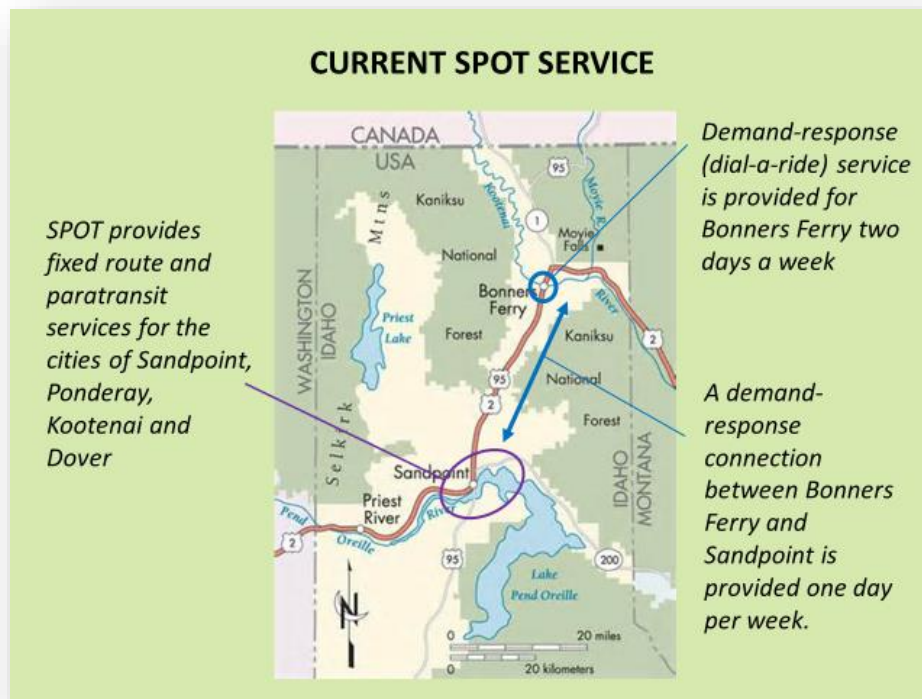 CURRENT SPOT SERVICE
SPOT provides
fixed route and
paratransit
services for the
cities of Sandpoint,
Ponderay,
Kootenai and
Dover
CANADA
USA
95
Kootenai
Moyie R.
Kaniksu
1
Moyie
Falls
Mtns
National
Bonners
Ferry
River
WASHINGTON
IDAHO
Priest
Lake
Forest
Kaniksu
2
95
National
2
Selkirk
Forest
Sandpoint
IDAHO
MONTANA
Priest
River
River
Pend
Oreille
2
95
200
Lake
Pend Oreille
N
0 20 miles
0 20 kilometers
Demand-response
(dial-a-ride) service
is provided for
Bonners Ferry two
days a week
A demand-
response
connection
between Bonners
Ferry and
Sandpoint is
provided one day
per week.